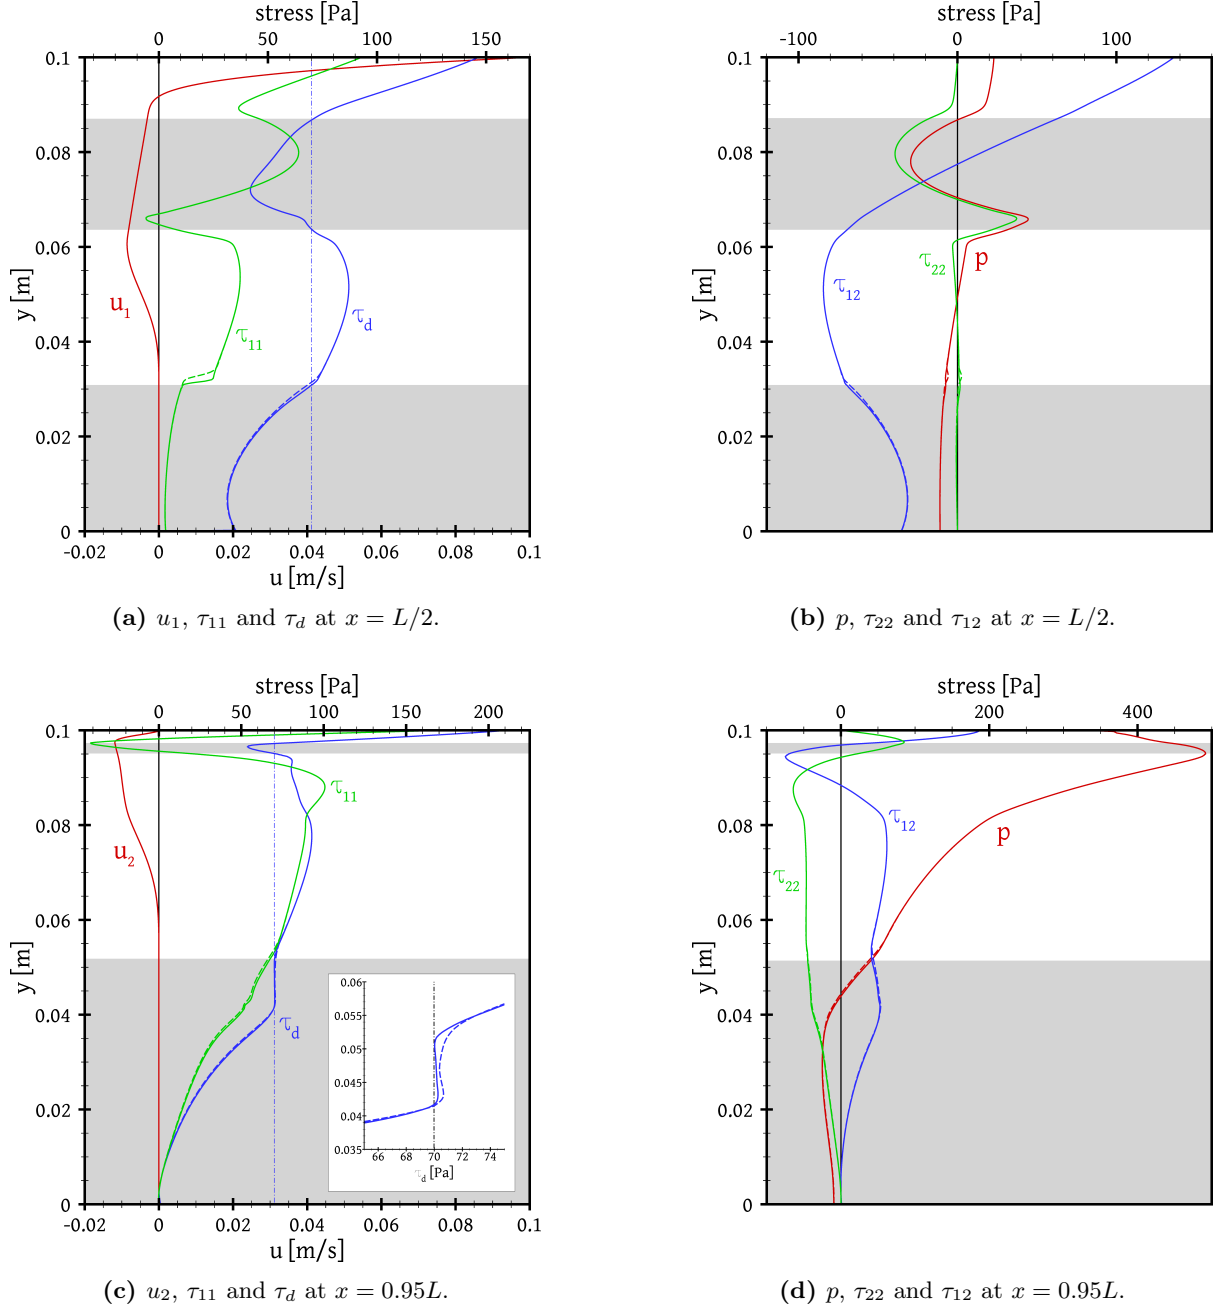 stress [Pa]
0 50 100 150
0.1
0.08
0.06
0.04
0.02
0
y [m]
u1
τ11
τd
-0.02 0 0.02 0.04 0.06 0.08 0.1
u [m/s]
(a) u1, τ11 and τd at x = L/2.
stress [Pa]
-100 0 100
0.1
0.08
0.06
0.04
0.02
0
y [m]
τ22
p
τ12
(b) p, τ22 and τ12 at x = L/2.
stress [Pa]
0 50 100 150 200
0.1
0.08
0.06
0.04
0.02
0
y [m]
τ11
u2
τd
0.060
0.055
0.050
0.045
0.040
0.035
66 68 70 72 74
τd [Pa]
-0.02 0 0.02 0.04 0.06 0.08 0.1
u [m/s]
(c) u2, τ11 and τd at x = 0.95L.
stress [Pa]
0 200 400
0.1
0.08
0.06
0.04
0.02
0
y [m]
τ12
p
τ22
(d) p, τ22 and τ12 at x = 0.95L.